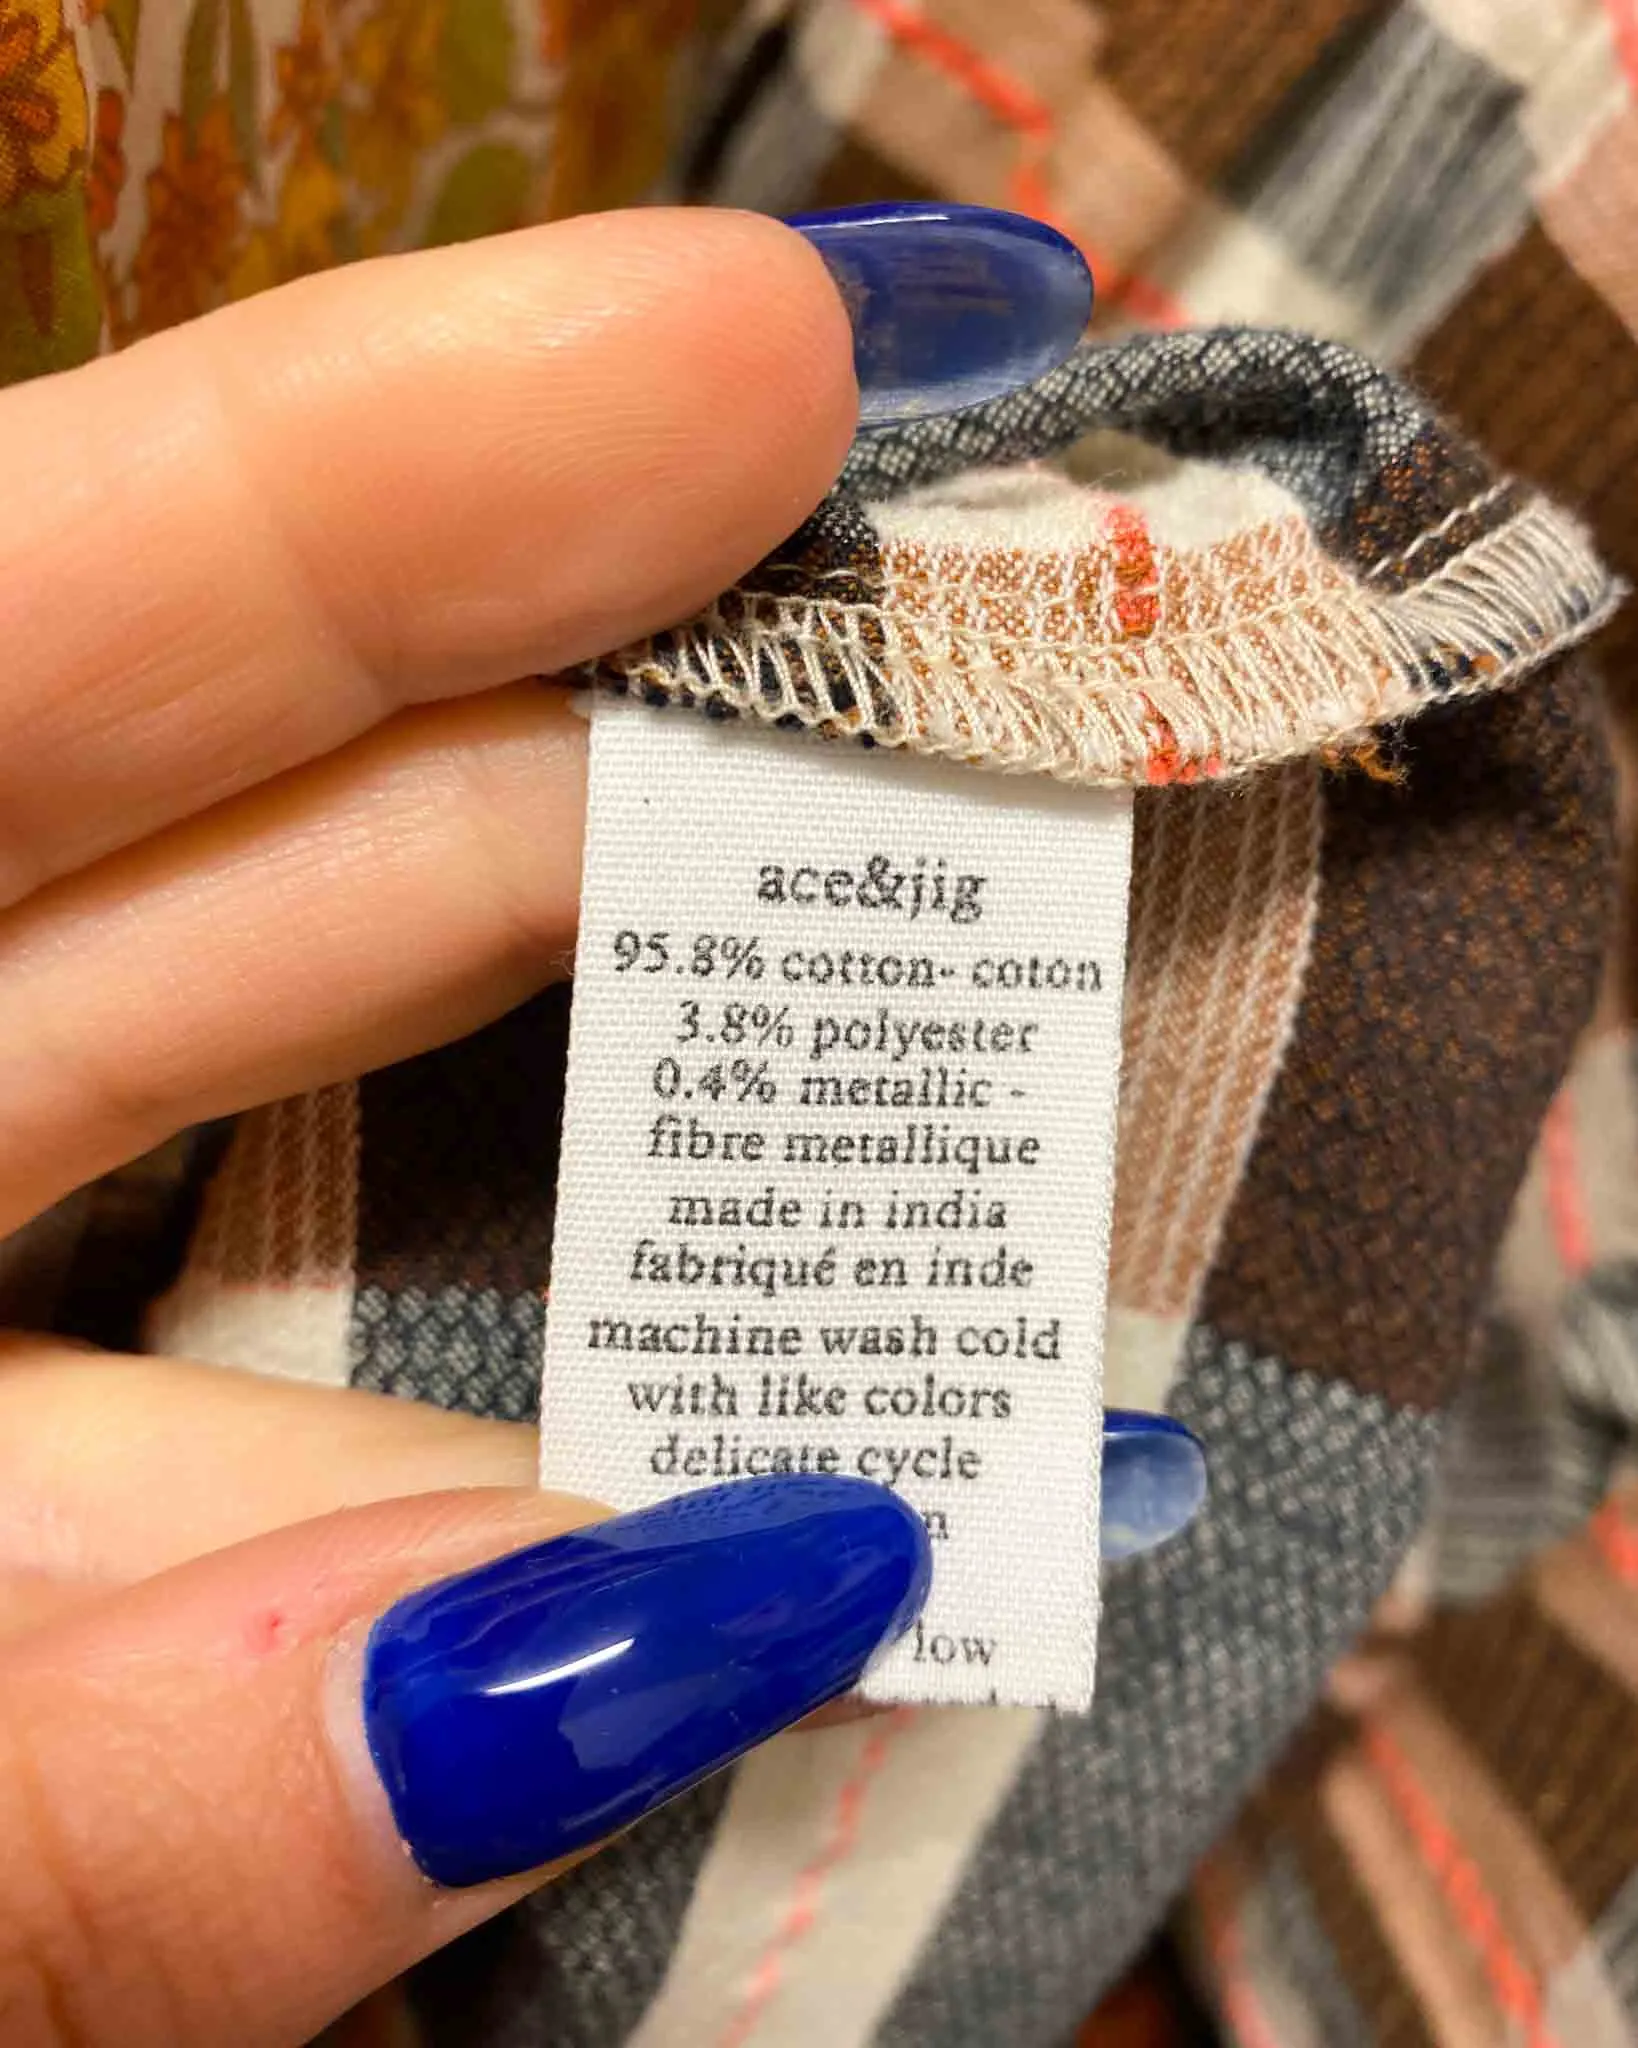 ace&jig
95.8% cotton- coton
3.8% polyester
0.4% metallic -
fibre metallique
made in india
fabriqué en inde
machine wash cold
with like colors
delicate cycle
low